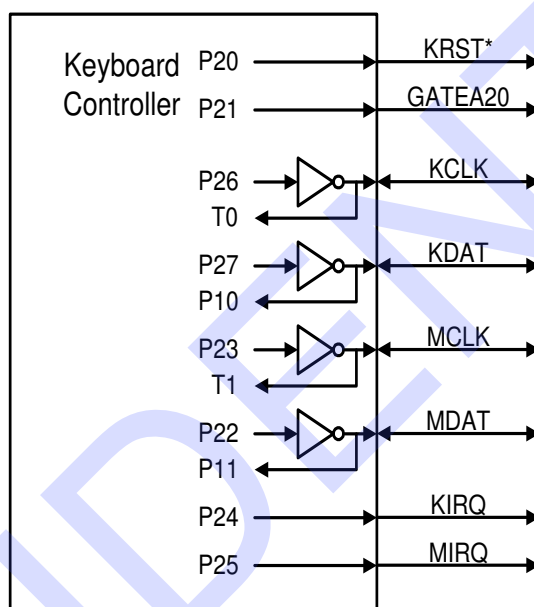 Keyboard
Controller
P20 KRST*
P21 GATEA20
P26 KCLK
T0
P27 KDAT
P10
P23 MCLK
T1
P22 MDAT
P11
P24 KIRQ
P25 MIRQ